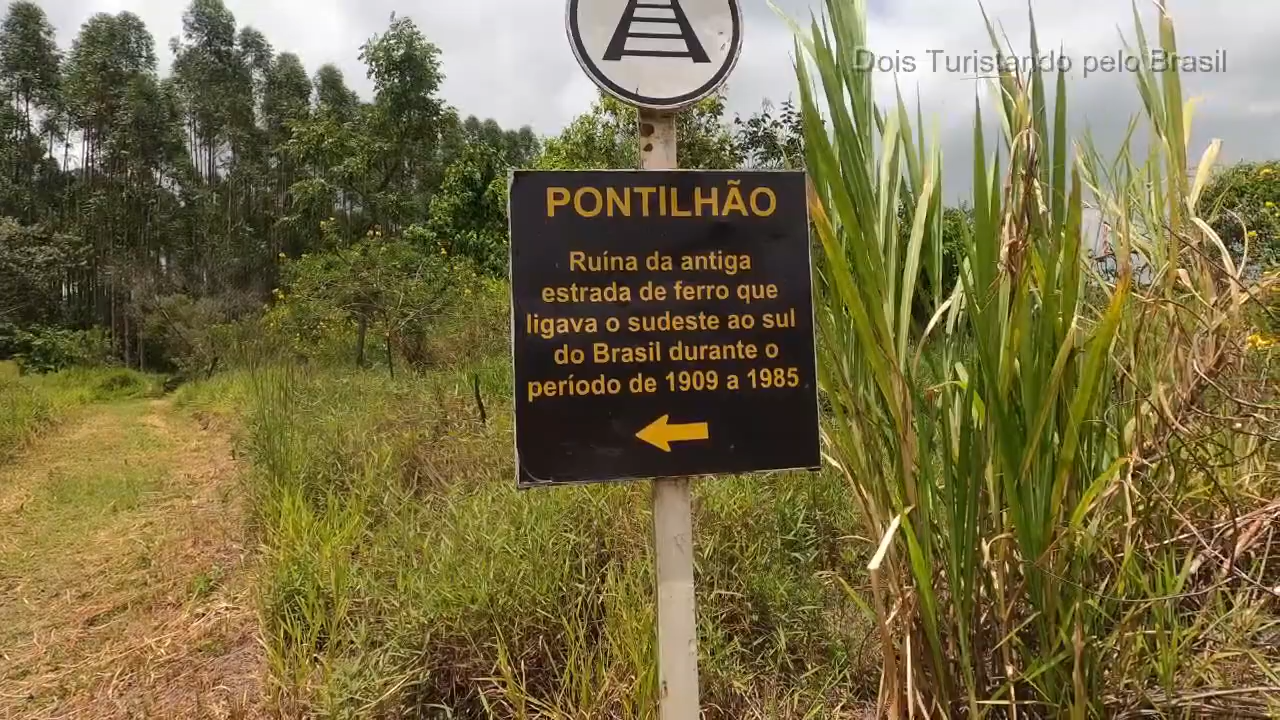 Dois Turistando pelo Brasil
PONTILHÃO
Ruína da antiga
estrada de ferro que
ligava o sudeste ao sul
do Brasil durante o
período de 1909 a 1985